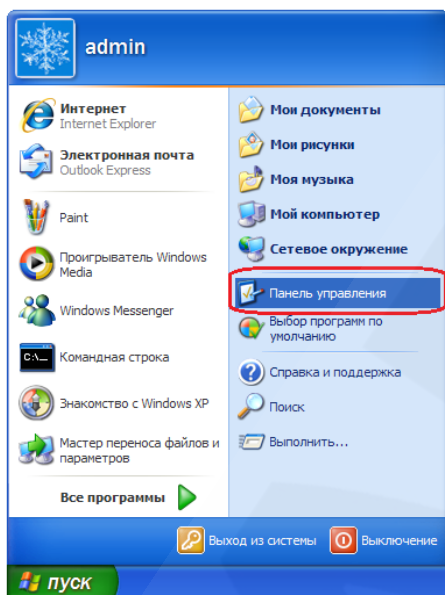 admin
Интернет
Internet Explorer
Электронная почта
Outlook Express
Paint
Проигрыватель Windows
Media
Windows Messenger
C:\_
Командная строка
Знакомство с Windows XP
Мастер переноса файлов и
параметров
Все программы
Мои документы
Мои рисунки
Моя музыка
Мой компьютер
Сетевое окружение
Панель управления
Выбор программ по
умолчанию
Справка и поддержка
Поиск
Выполнить...
Выход из системы
Выключение
пуск